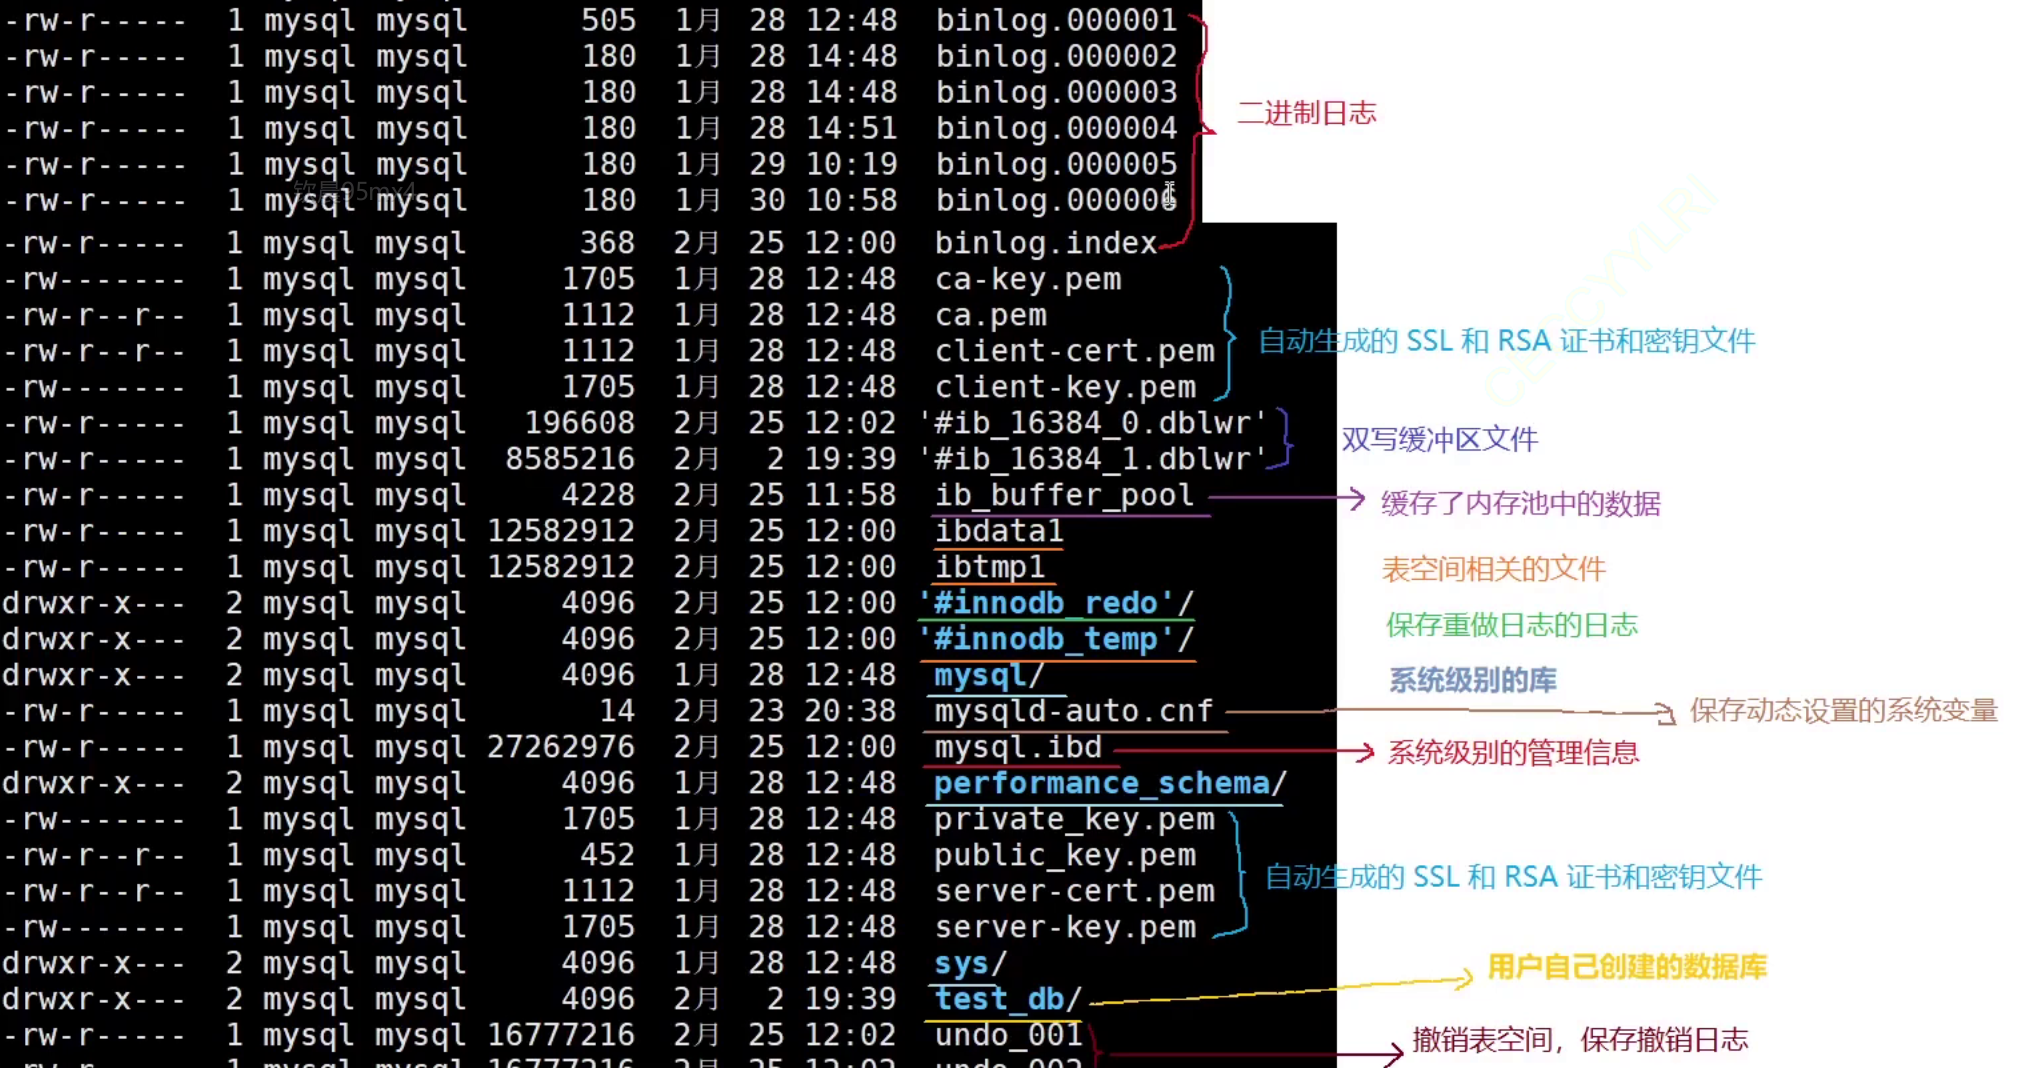 -rw-r----- 1 mysql mysql 505 1月 28 12:48 binlog.000001
-rw-r----- 1 mysql mysql 180 1月 28 14:48 binlog.000002
-rw-r----- 1 mysql mysql 180 1月 28 14:48 binlog.000003
二进制日志
-rw-r----- 1 mysql mysql 180 1月 28 14:51 binlog.000004
-rw-r----- 1 mysql mysql 180 1月 29 10:19 binlog.000005
钦晨95mx4
-rw-r----- 1 mysql mysql 180 1月 30 10:58 binlog.000006
-rw-r----- 1 mysql mysql 368 2月 25 12:00 binlog.index
-rw------- 1 mysql mysql 1705 1月 28 12:48 ca-key.pem
-rw-r--r-- 1 mysql mysql 1112 1月 28 12:48 ca.pem
自动生成的 SSL 和 RSA 证书和密钥文件
-rw-r--r-- 1 mysql mysql 1112 1月 28 12:48 client-cert.pem
-rw------- 1 mysql mysql 1705 1月 28 12:48 client-key.pem
-rw-r----- 1 mysql mysql 196608 2月 25 12:02 '#ib_16384_0.dblwr'
双写缓冲区文件
-rw-r----- 1 mysql mysql 8585216 2月 2 19:39 '#ib_16384_1.dblwr'
-rw-r----- 1 mysql mysql 4228 2月 25 11:58 ib_buffer_pool
缓存了内存池中的数据
-rw-r----- 1 mysql mysql 12582912 2月 25 12:00 ibdata1
-rw-r----- 1 mysql mysql 12582912 2月 25 12:00 ibtmp1
表空间相关的文件
drwxr-x--- 2 mysql mysql 4096 2月 25 12:00 '#innodb_redo'/
保存重做日志的日志
drwxr-x--- 2 mysql mysql 4096 2月 25 12:00 '#innodb_temp'/
drwxr-x--- 2 mysql mysql 4096 1月 28 12:48 mysql/
系统级别的库
-rw-r----- 1 mysql mysql 14 2月 23 20:38 mysqld-auto.cnf
保存动态设置的系统变量
-rw-r----- 1 mysql mysql 27262976 2月 25 12:00 mysql.ibd
系统级别的管理信息
drwxr-x--- 2 mysql mysql 4096 1月 28 12:48 performance_schema/
-rw------- 1 mysql mysql 1705 1月 28 12:48 private_key.pem
-rw-r--r-- 1 mysql mysql 452 1月 28 12:48 public_key.pem
自动生成的 SSL 和 RSA 证书和密钥文件
-rw-r--r-- 1 mysql mysql 1112 1月 28 12:48 server-cert.pem
-rw------- 1 mysql mysql 1705 1月 28 12:48 server-key.pem
drwxr-x--- 2 mysql mysql 4096 1月 28 12:48 sys/
用户自己创建的数据库
drwxr-x--- 2 mysql mysql 4096 2月 2 19:39 test_db/
-rw-r----- 1 mysql mysql 16777216 2月 25 12:02 undo_001
撤销表空间，保存撤销日志
-rw-r----- 1 mysql mysql 16777216 2月 25 12:02 undo_002